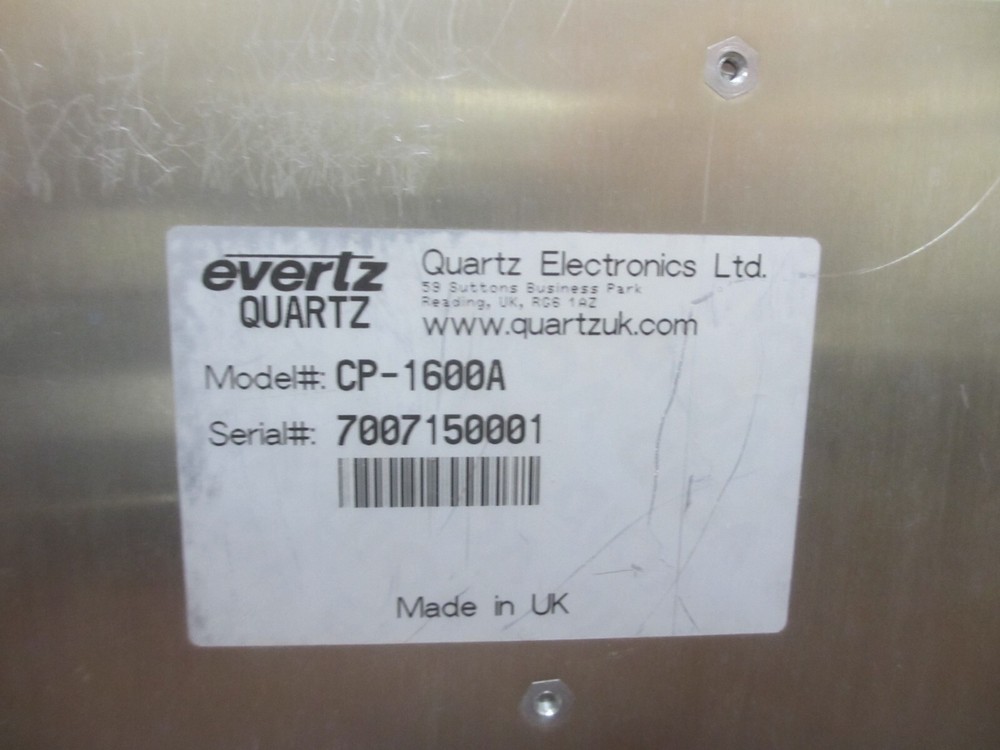 evertz
QUARTZ
Quartz Electronics Ltd.
59 Suttons Business Park
Reading, UK, RG6 1AZ
www.quartzuk.com
Model#: CP-1600A
Serial#: 7007150001
Made in UK